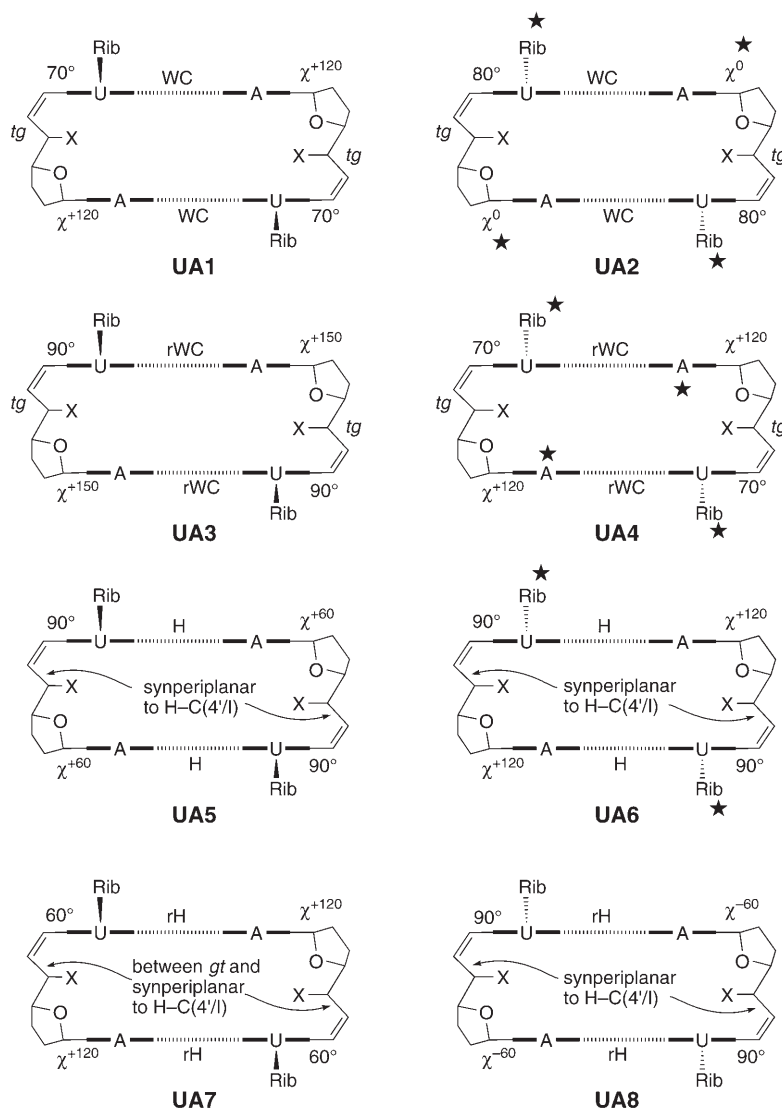 Rib ★
70° WC χ+120 Rib ★
U A 80° WC χ0
O U A
tg X O
X tg tg X
O X tg
A U O
χ+120 WC 70° A U
Rib χ0 WC 80°
UA1 ★ Rib ★
UA2
Rib Rib ★
90° rWC χ+150 70° rWC χ+120
U A U A
O ★ O
tg X tg X
X tg X tg
O O ★
A U A U
χ+150 rWC 90° χ+120 rWC 70°
Rib Rib ★
UA3 UA4
Rib Rib ★
90° H χ+60 90° H χ+120
U A U A
O O
X synperiplanar X X synperiplanar X
to H–C(4'/I) to H–C(4'/I)
O O
A U A U
χ+60 H 90° χ+120 H 90°
Rib Rib ★
UA5 UA6
Rib Rib
60° rH χ+120 90° rH χ−60
U A U A
O O
X between gt and X X synperiplanar X
synperiplanar to H–C(4'/I)
to H–C(4'/I)
O O
A U A U
χ+120 rH 60° χ−60 rH 90°
Rib Rib
UA7 UA8